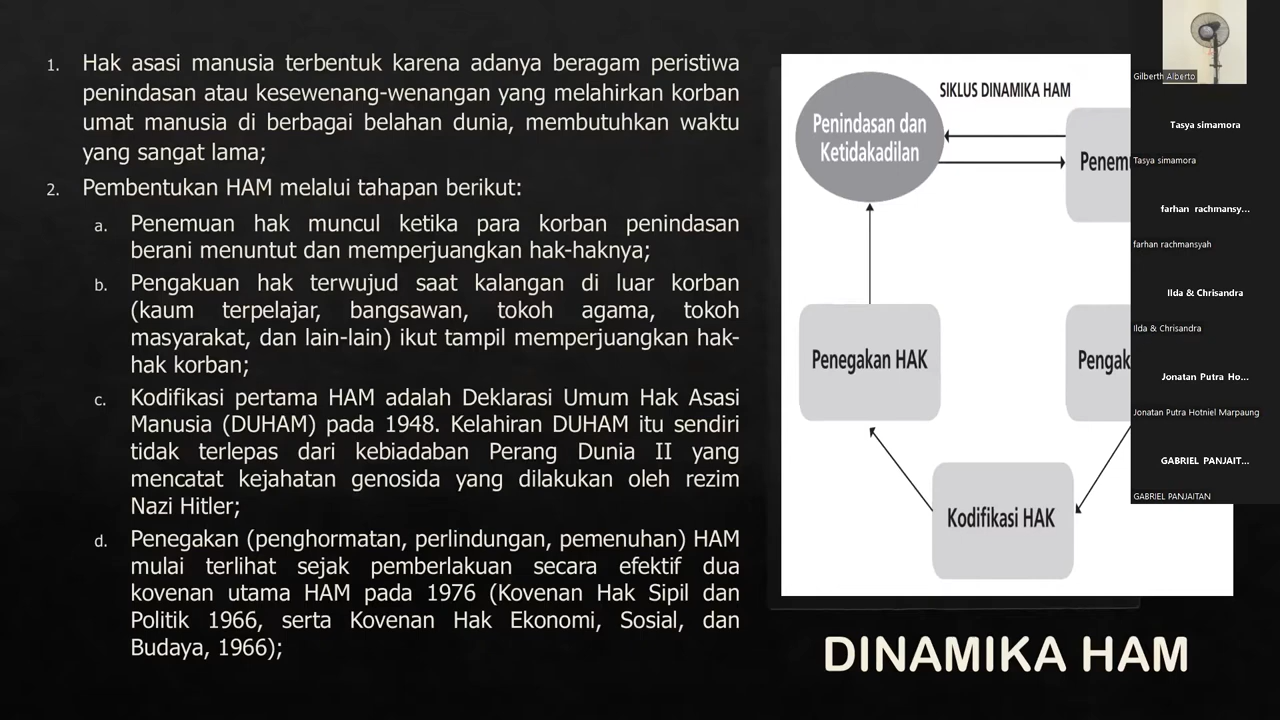 1. Hak asasi manusia terbentuk karena adanya beragam peristiwa
penindasan atau kesewenang-wenangan yang melahirkan korban
umat manusia di berbagai belahan dunia, membutuhkan waktu
yang sangat lama;
2. Pembentukan HAM melalui tahapan berikut:
a. Penemuan hak muncul ketika para korban penindasan
berani menuntut dan memperjuangkan hak-haknya;
b. Pengakuan hak terwujud saat kalangan di luar korban
(kaum terpelajar, bangsawan, tokoh agama, tokoh
masyarakat, dan lain-lain) ikut tampil memperjuangkan hak-
hak korban;
c. Kodifikasi pertama HAM adalah Deklarasi Umum Hak Asasi
Manusia (DUHAM) pada 1948. Kelahiran DUHAM itu sendiri
tidak terlepas dari kebiadaban Perang Dunia II yang
mencatat kejahatan genosida yang dilakukan oleh rezim
Nazi Hitler;
d. Penegakan (penghormatan, perlindungan, pemenuhan) HAM
mulai terlihat sejak pemberlakuan secara efektif dua
kovenan utama HAM pada 1976 (Kovenan Hak Sipil dan
Politik 1966, serta Kovenan Hak Ekonomi, Sosial, dan
Budaya, 1966);
SIKLUS DINAMIKA HAM
Penindasan dan
Ketidakadilan
Penemu
Penegakan HAK
Pengak
Kodifikasi HAK
DINAMIKA HAM
Gilberth Alberto
Tasya simamora
Tasya simamora
farhan rachmansy...
farhan rachmansyah
Ilda & Chrisandra
Ilda & Chrisandra
Jonatan Putra Ho...
Jonatan Putra Hotniel Marpaung
GABRIEL PANJAIT...
GABRIEL PANJAITAN